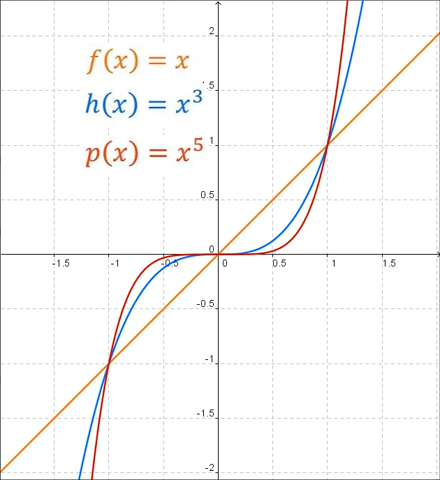 2
f(x) = x
.5
h(x) = x³
p(x) = x⁵
1
0.5
0
-1.5 -1 -0.5 0 0.5 1 1.5
-0.5
-1
-1.5
-2